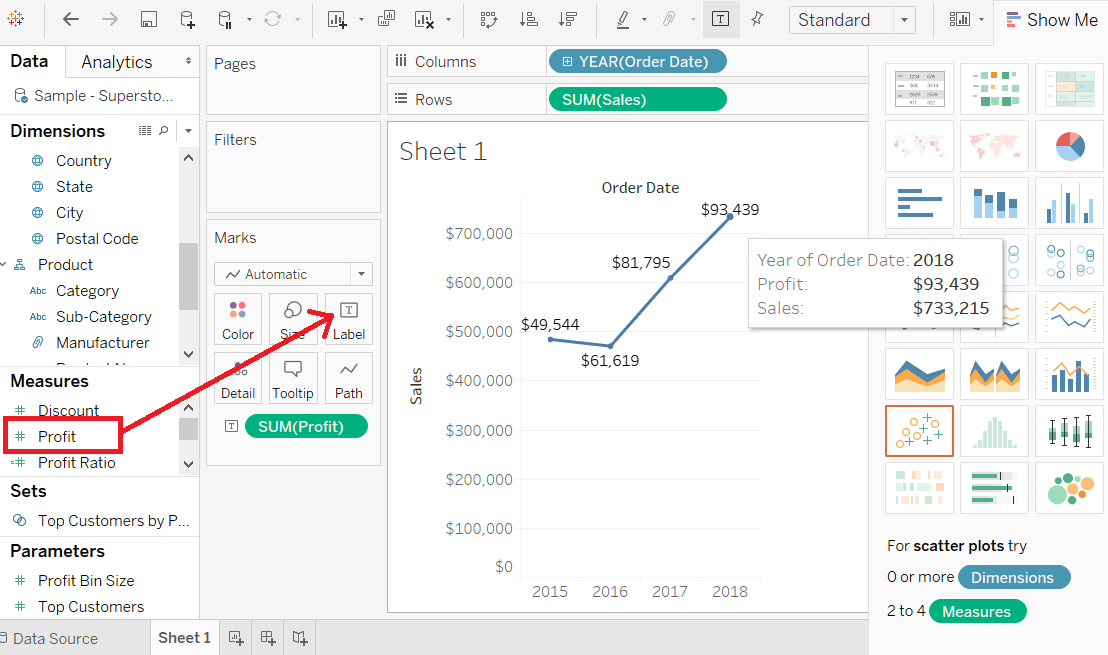 Standard
Show Me
Data
Analytics
Sample - Supersto...
Dimensions
Country
State
City
Postal Code
Product
Abc Category
Abc Sub-Category
Manufacturer
Measures
Discount
Profit
Profit Ratio
Sets
Top Customers by P...
Parameters
Profit Bin Size
Top Customers
Pages
Filters
Marks
Automatic
Color
Size
T
Label
Detail
Tooltip
Path
T SUM(Profit)
Columns
YEAR(Order Date)
Rows
SUM(Sales)
Sheet 1
Order Date
Sales
$700,000
$600,000
$500,000
$400,000
$300,000
$200,000
$100,000
$0
$49,544
$61,619
$81,795
$93,439
2015 2016 2017 2018
Year of Order Date: 2018
Profit: $93,439
Sales: $733,215
For scatter plots try
0 or more Dimensions
2 to 4 Measures
Data Source
Sheet 1